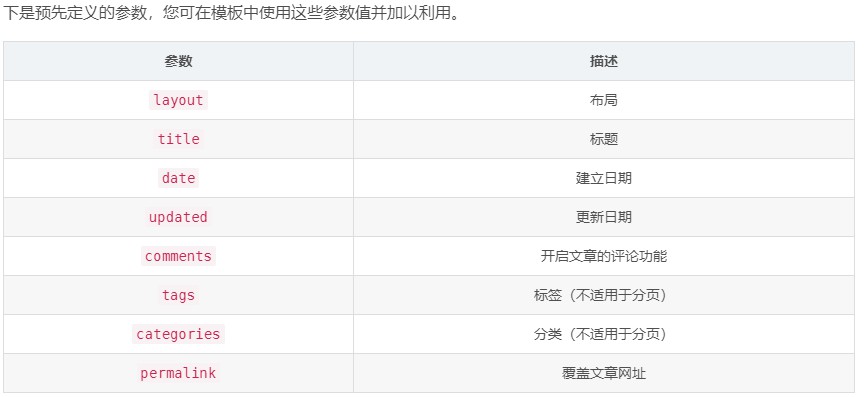 下是预先定义的参数，您可在模板中使用这些参数值并加以利用。
参数 描述
layout 布局
title 标题
date 建立日期
updated 更新日期
comments 开启文章的评论功能
tags 标签（不适用于分页）
categories 分类（不适用于分页）
permalink 覆盖文章网址